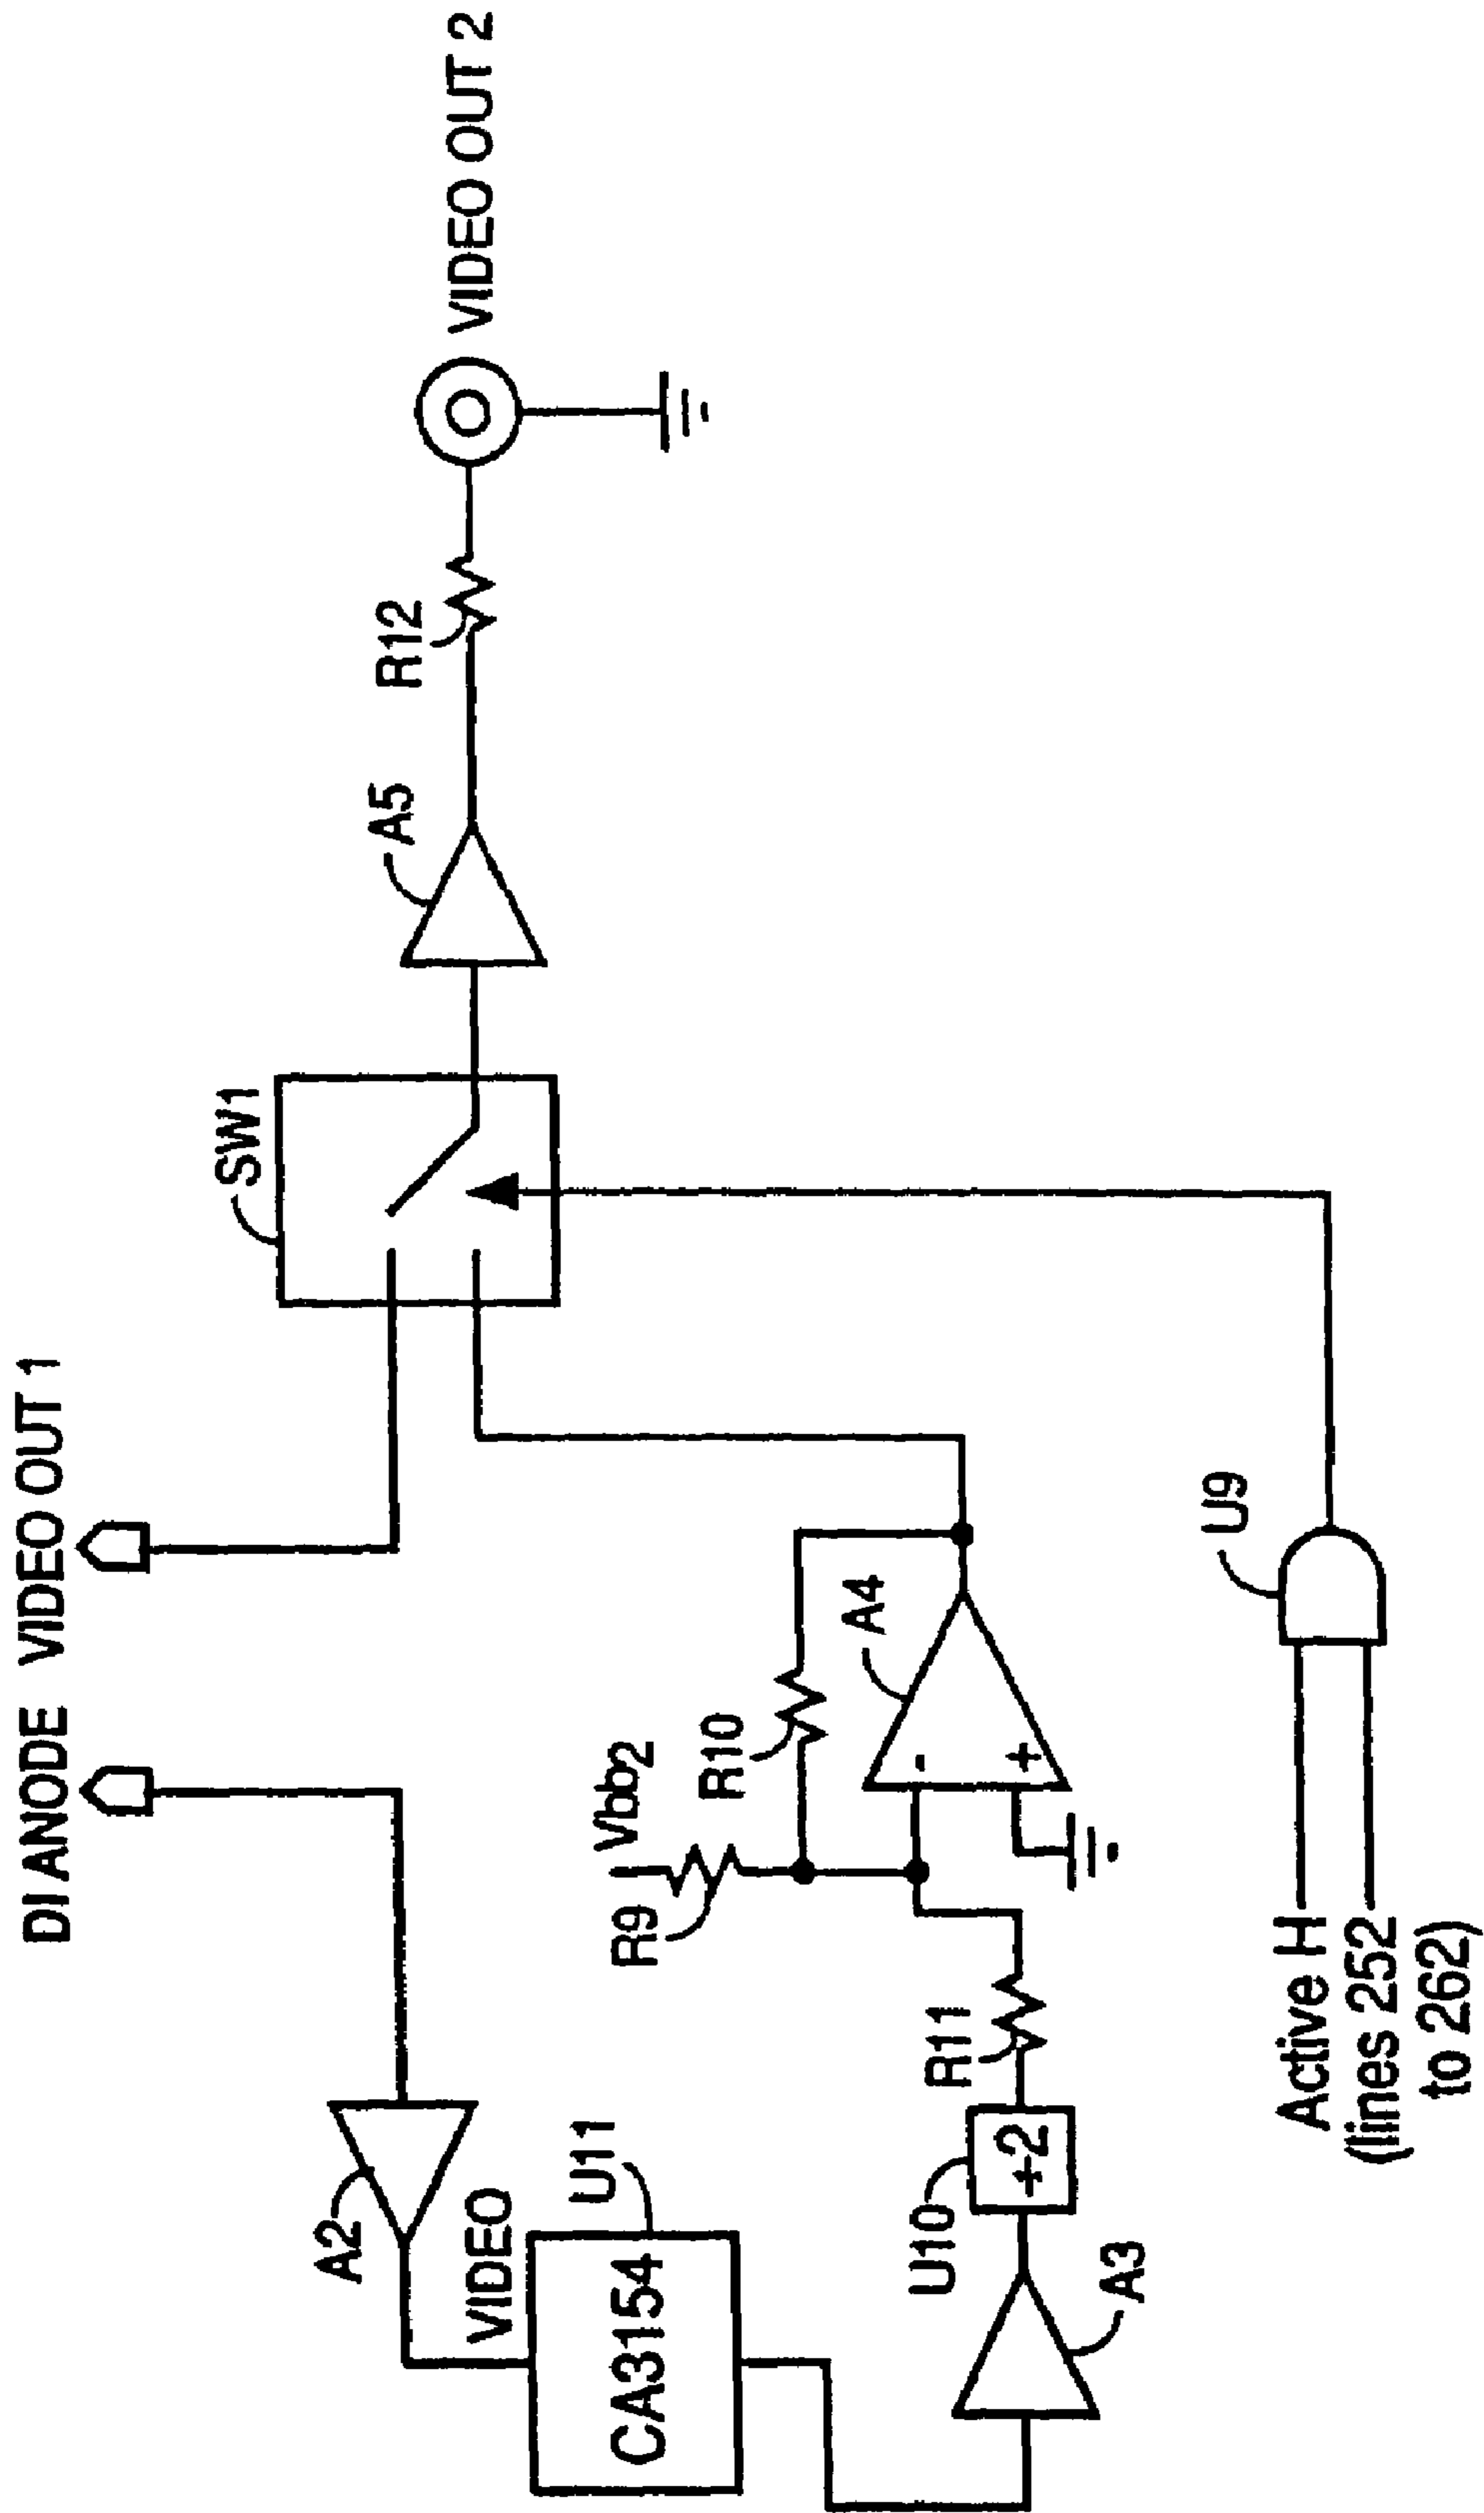 DI ANODE VIDEO OUT 1
SW1
A5
R12
VIDEO OUT 2
A2
VIDEO
U11
CA3154
R9
Vbb2
R10
A4
-
+
U10
÷2
R11
A3
U9
Active H
(lines 252
to 262)